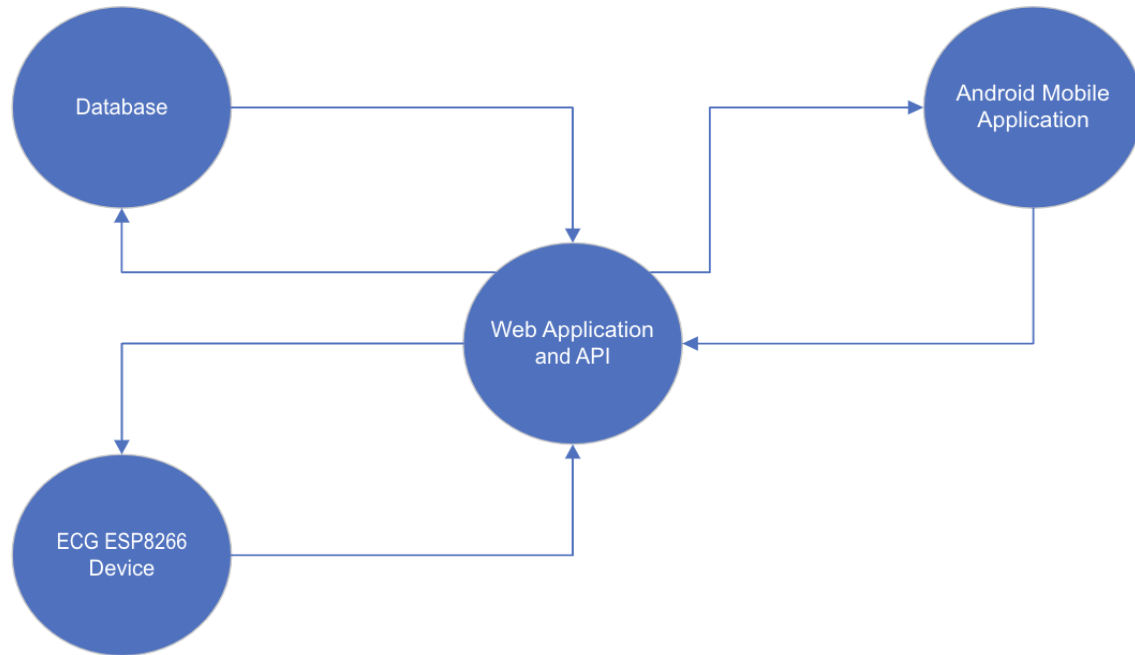 Database
Android Mobile
Application
Web Application
and API
ECG ESP8266
Device